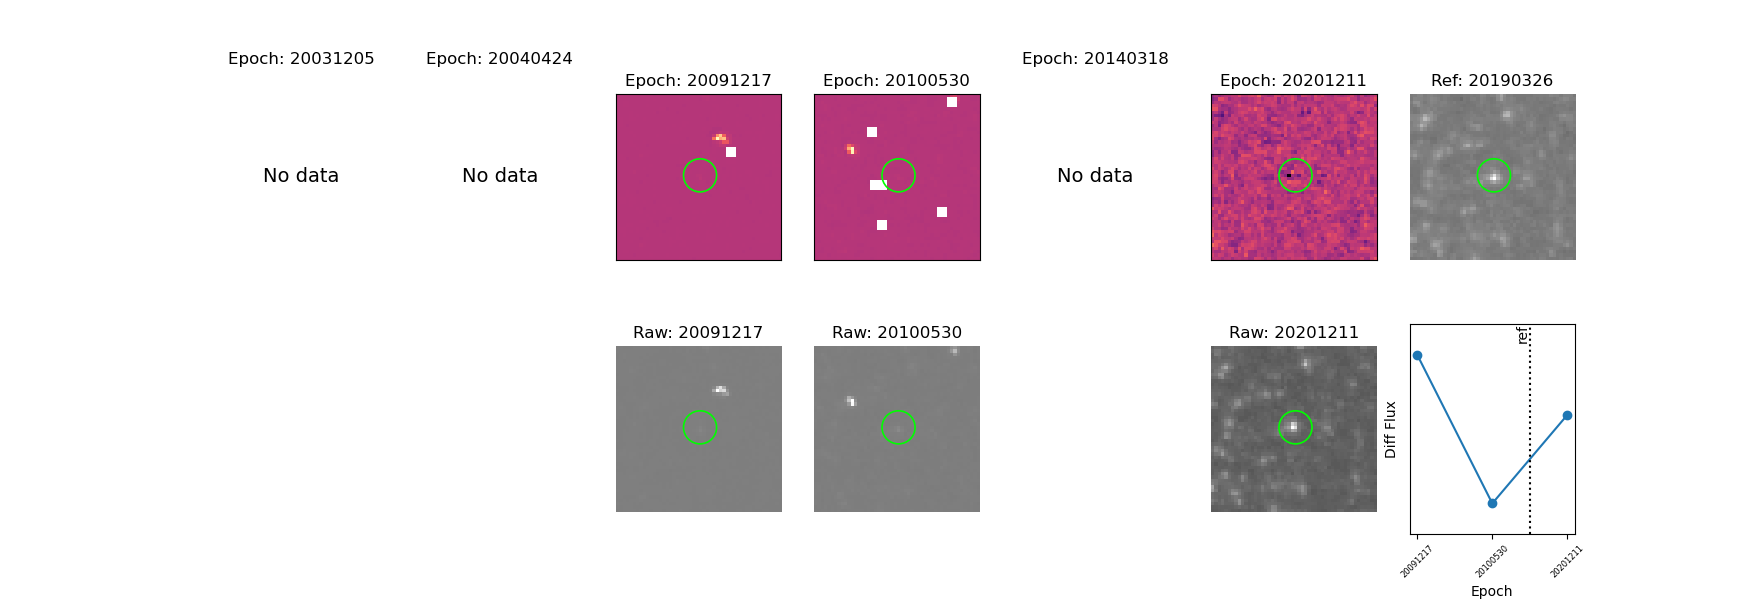 Epoch: 20031205
Epoch: 20040424
Epoch: 20140318
Epoch: 20091217
Epoch: 20100530
Epoch: 20201211
Ref: 20190326
No data
No data
No data
Raw: 20091217
Raw: 20100530
Raw: 20201211
ref
Diff Flux
20091217
20100530
20201211
Epoch